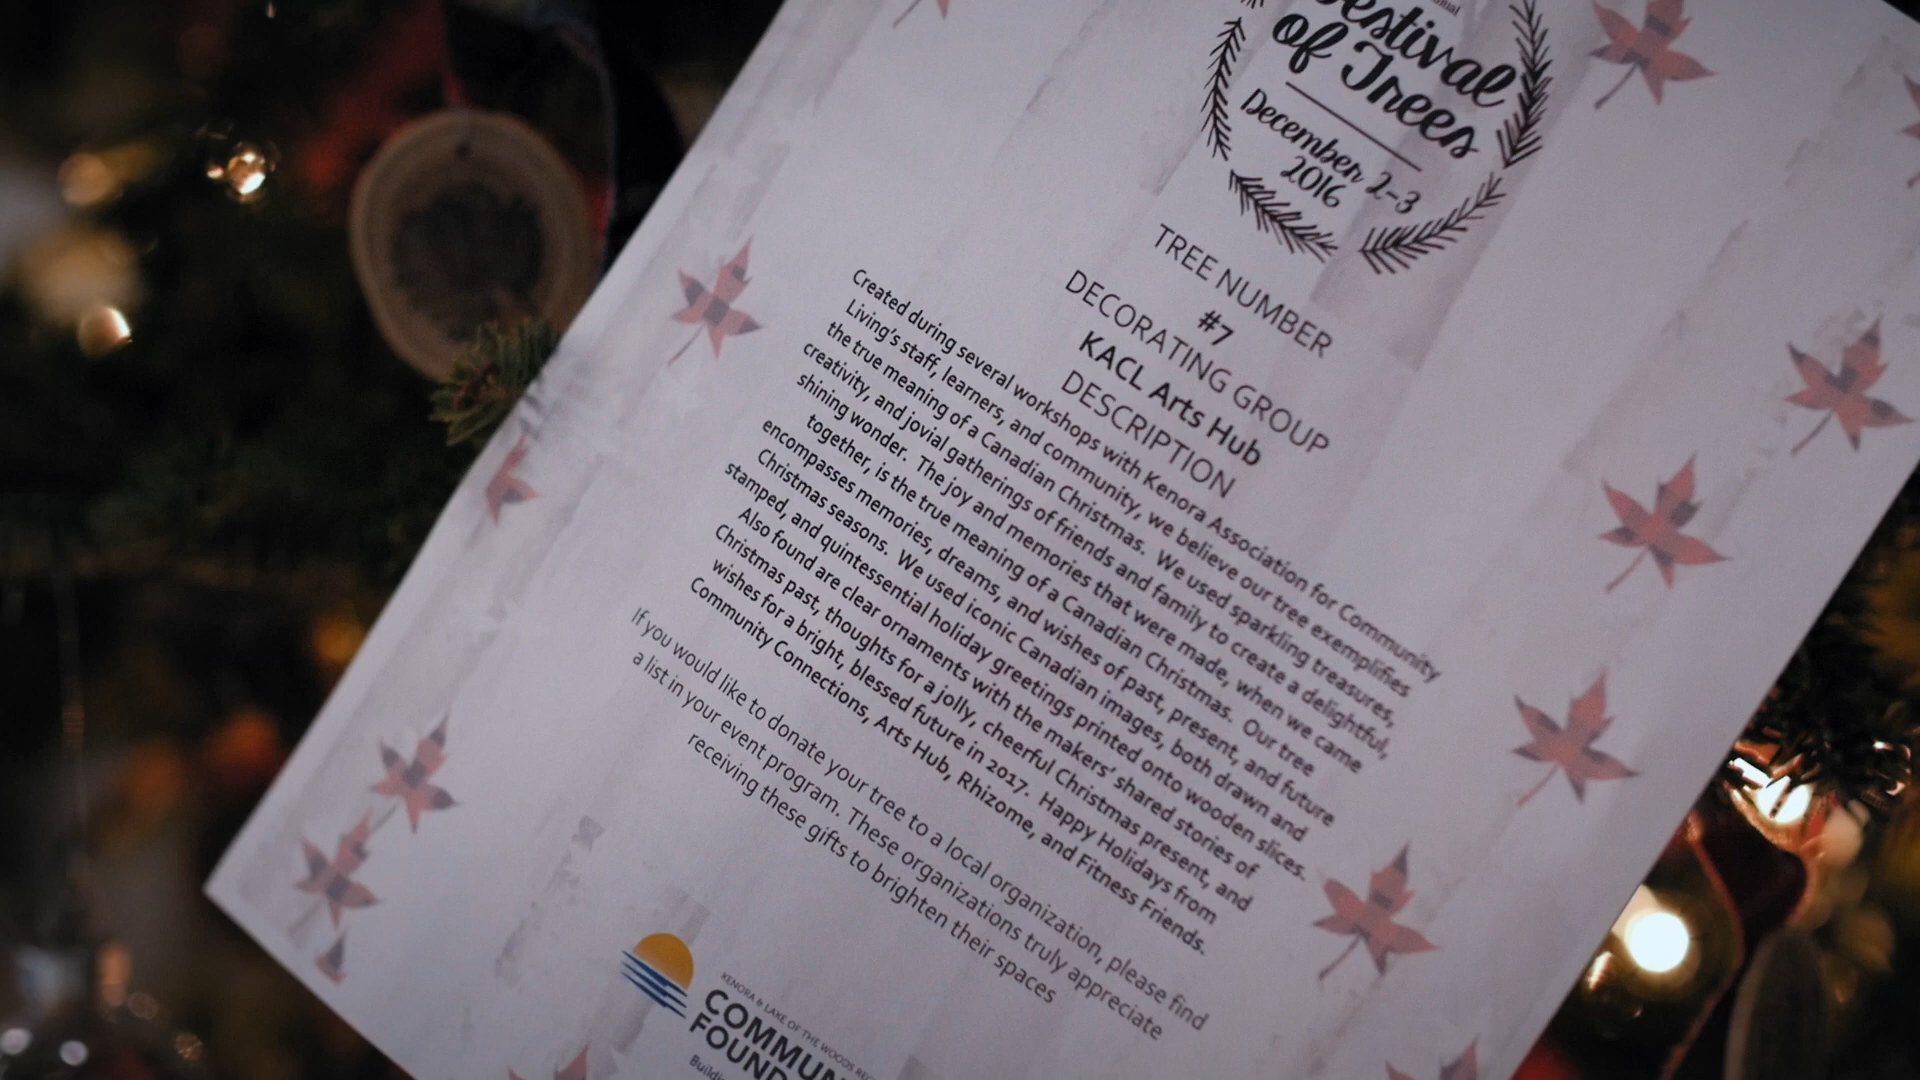 of Trees
December 2-3
2016
TREE NUMBER
#7
DECORATING GROUP
KACL Arts Hub
DESCRIPTION
Created during several workshops with Kenora Association for Community
Living's staff, learners, and community, we believe our tree exemplifies
the true meaning of a Canadian Christmas. We used sparkling treasures,
creativity, and jovial gatherings of friends and family to create a delightful,
shining wonder. The joy and memories that were made, when we came
together, is the true meaning of a Canadian Christmas. Our tree
encompasses memories, dreams, and wishes of past, present, and future
Christmas seasons. We used iconic Canadian images, both drawn and
stamped, and quintessential holiday greetings printed onto wooden slices.
Also found are clear ornaments with the makers' shared stories of
Christmas past, thoughts for a jolly, cheerful Christmas present, and
wishes for a bright, blessed future in 2017. Happy Holidays from
Community Connections, Arts Hub, Rhizome, and Fitness Friends.
If you would like to donate your tree to a local organization, please find
a list in your event program. These organizations truly appreciate
receiving these gifts to brighten their spaces
KENORA & LAKE OF THE WOODS